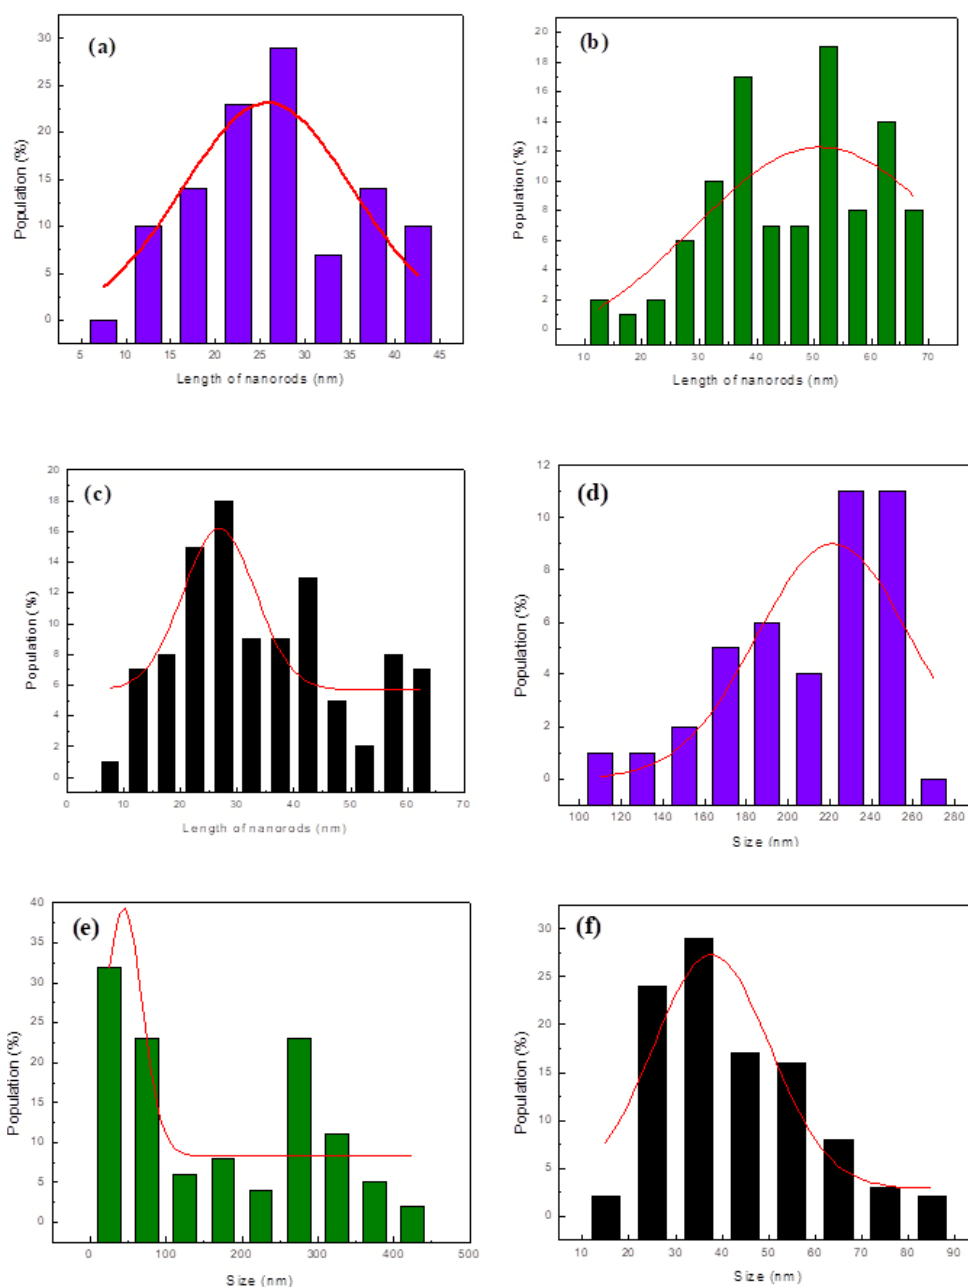 (a)
30
25
20
15
10
5
0
Population (%)
5 10 15 20 25 30 35 40 45
Length of nanorods (nm)
(b)
20
18
16
14
12
10
8
6
4
2
0
Population (%)
10 20 30 40 50 60 70
Length of nanorods (nm)
(c)
20
18
16
14
12
10
8
6
4
2
0
Population (%)
0 10 20 30 40 50 60 70
Length of nanorods (nm)
(d)
12
10
8
6
4
2
0
Population (%)
100 120 140 160 180 200 220 240 260 280
Size (nm)
(e)
40
35
30
25
20
15
10
5
0
Population (%)
0 100 200 300 400 500
Size (nm)
(f)
30
25
20
15
10
5
0
Population (%)
10 20 30 40 50 60 70 80 90
Size (nm)